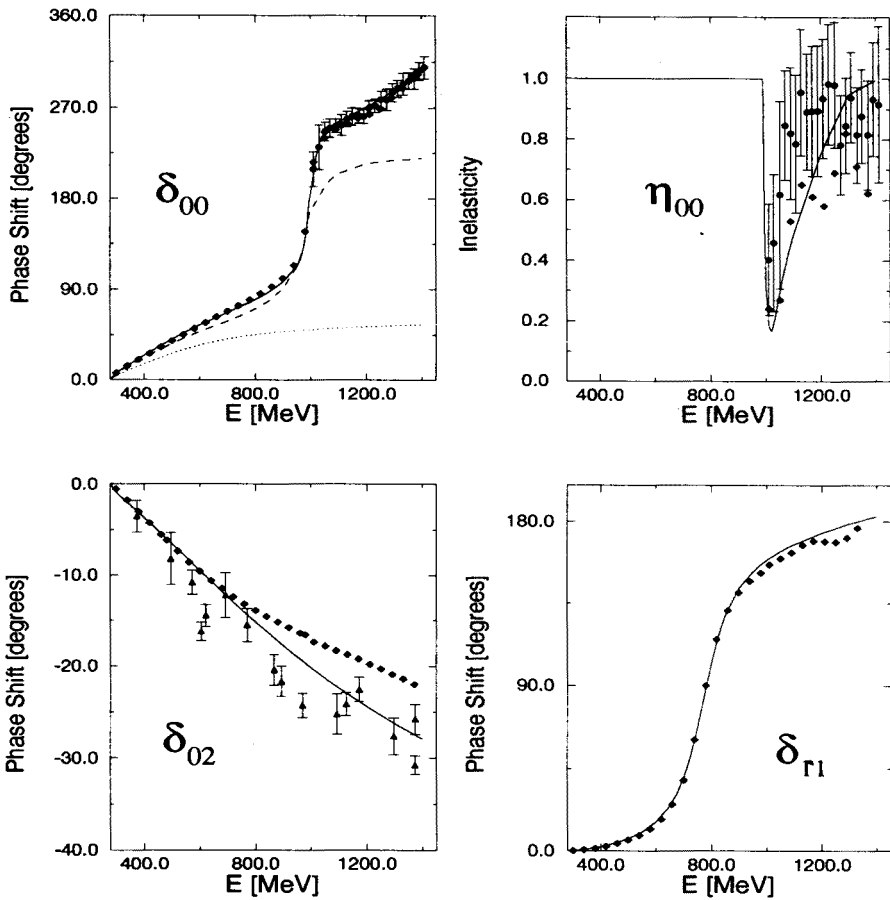 360.0
270.0
180.0
90.0
0.0
Phase Shift [degrees]
δ00
400.0 800.0 1200.0
E [MeV]
1.0
0.8
0.6
0.4
0.2
0.0
Inelasticity
η00
400.0 800.0 1200.0
E [MeV]
0.0
-10.0
-20.0
-30.0
-40.0
Phase Shift [degrees]
δ02
400.0 800.0 1200.0
E [MeV]
180.0
90.0
0.0
Phase Shift [degrees]
δ11
400.0 800.0 1200.0
E [MeV]